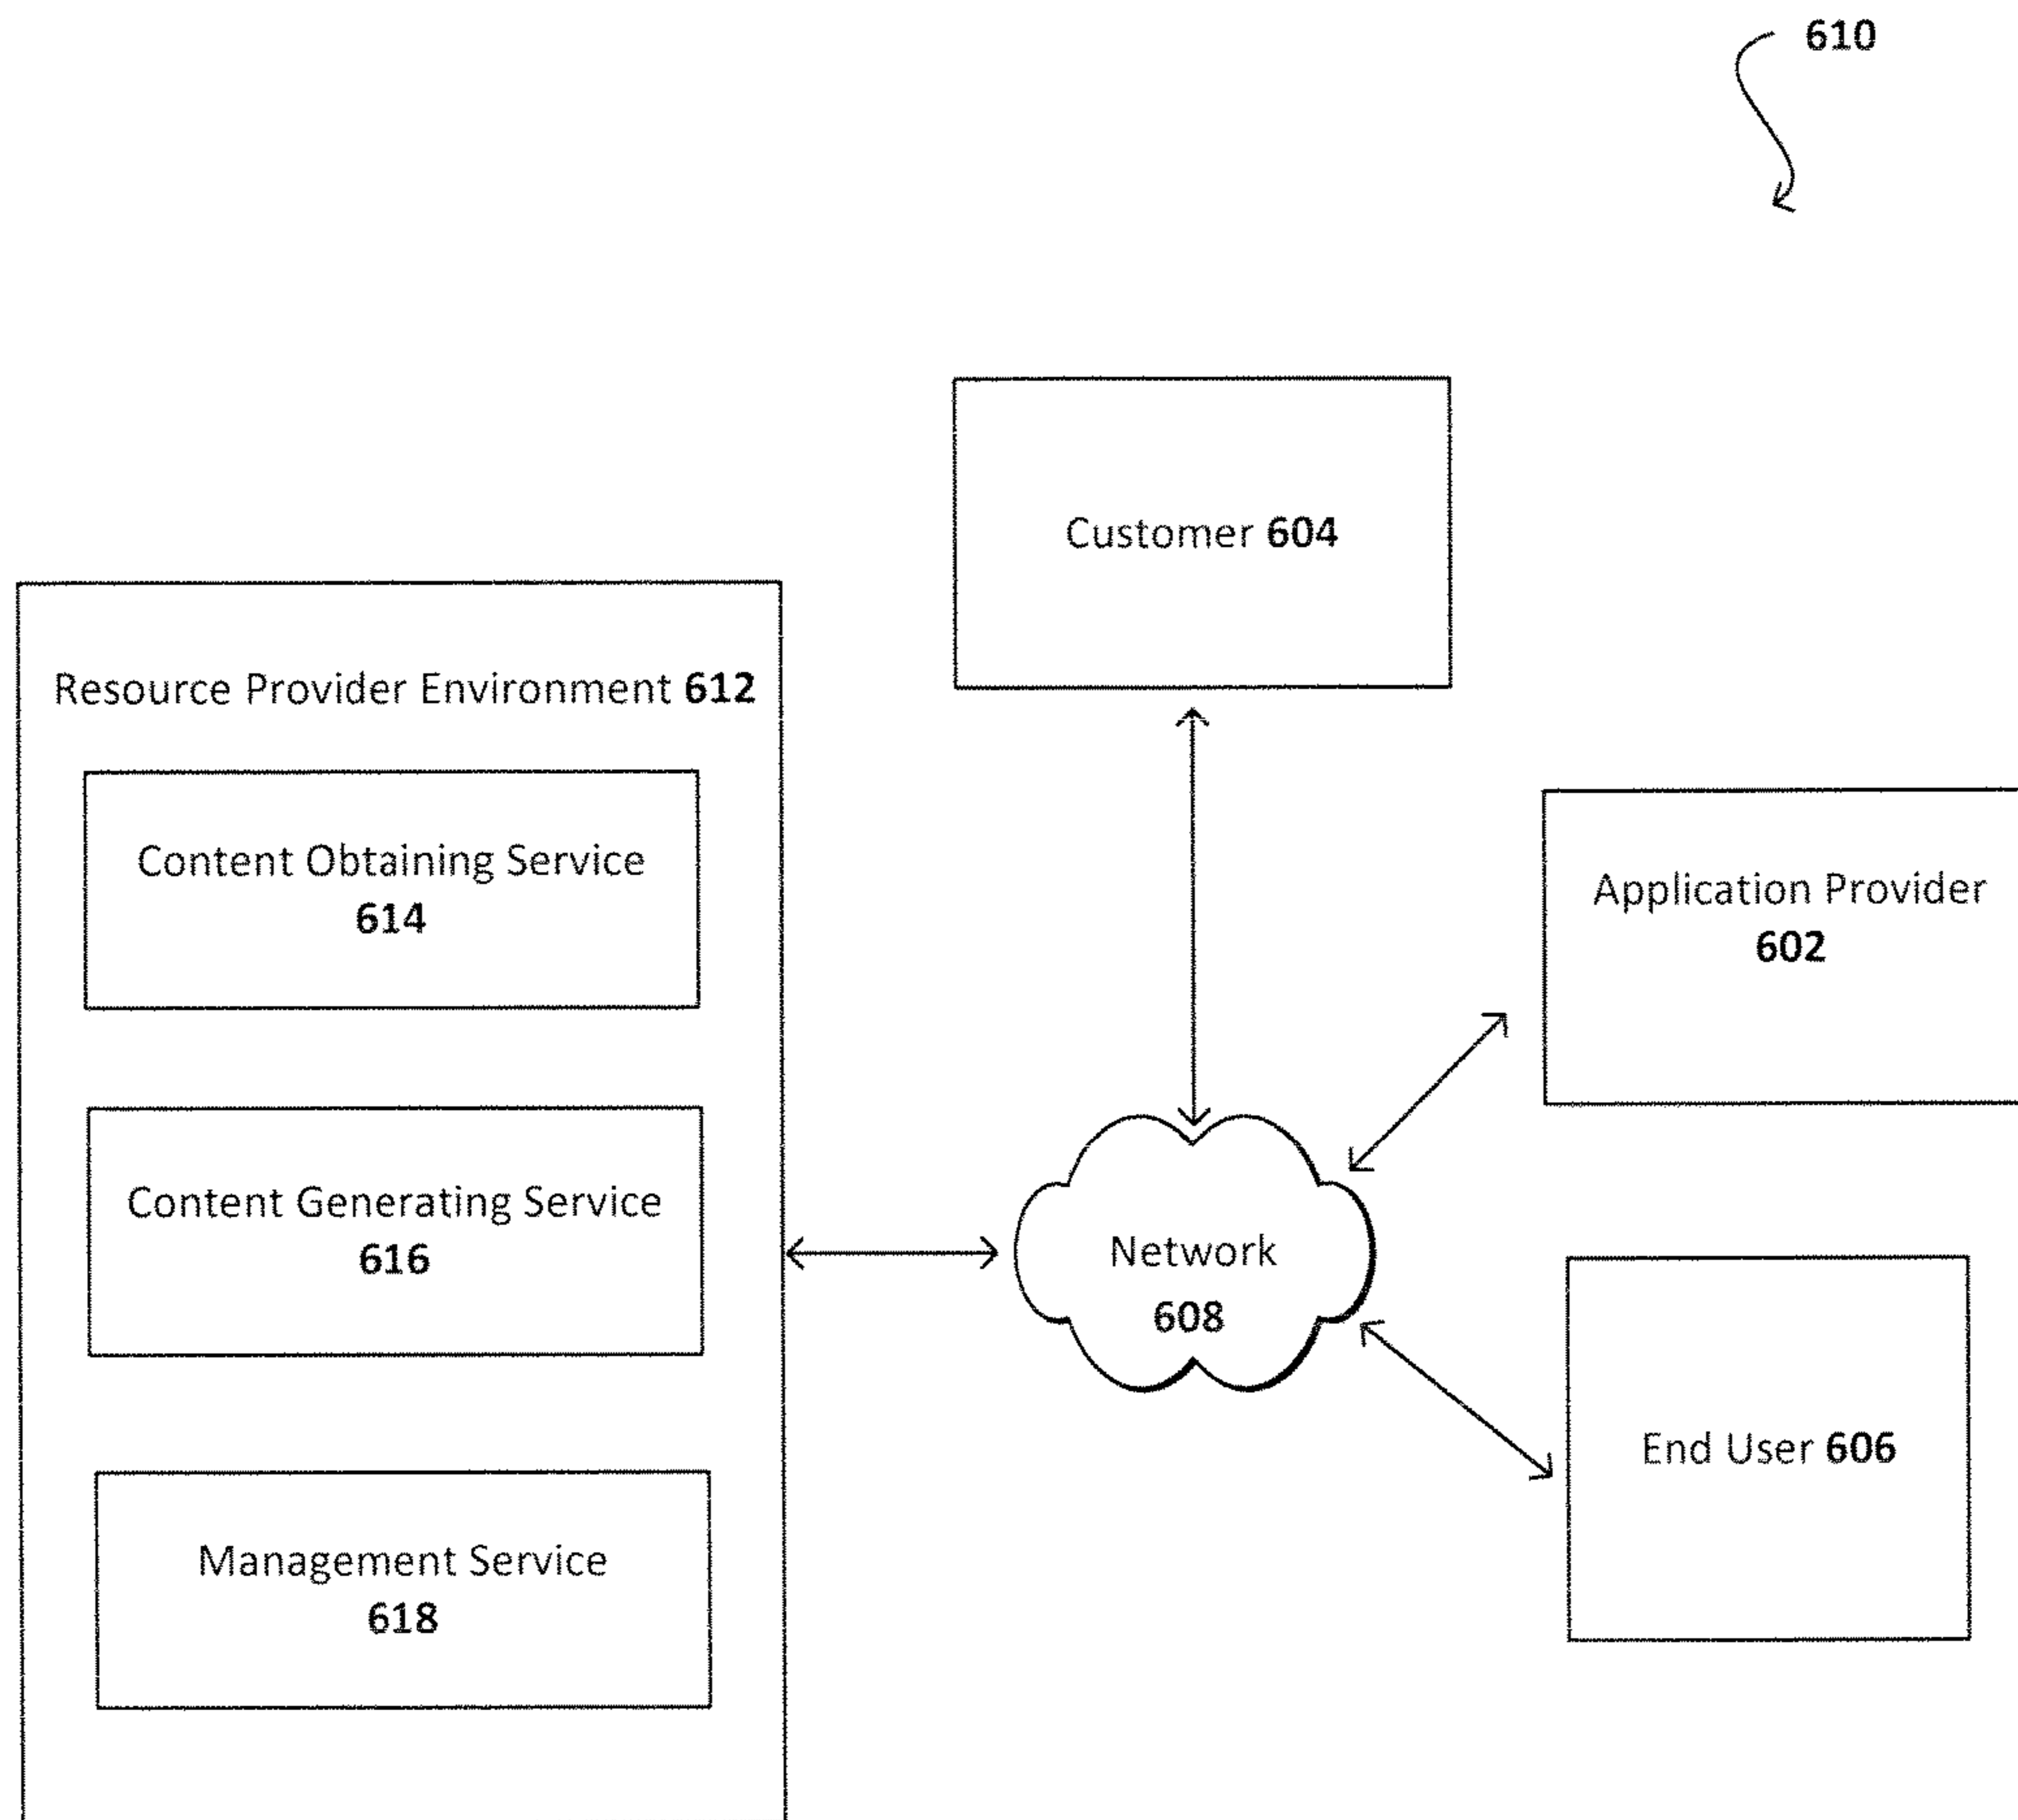 610
Customer 604
Resource Provider Environment 612
Content Obtaining Service
614
Application Provider
602
Content Generating Service
616
Network
608
End User 606
Management Service
618